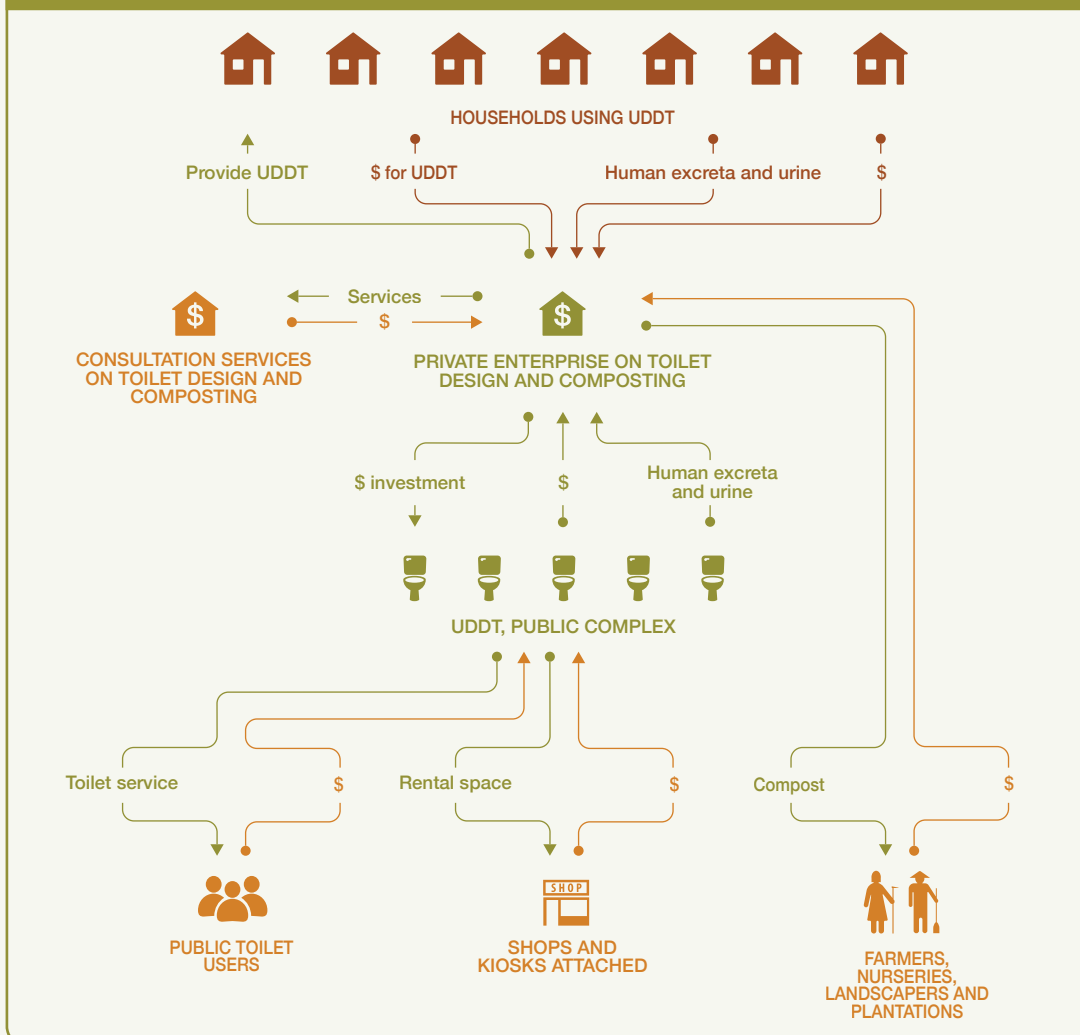 HOUSEHOLDS USING UDDT
Provide UDDT
$ for UDDT
Human excreta and urine
$
Services
$
$
$
CONSULTATION SERVICES
ON TOILET DESIGN AND
COMPOSTING
PRIVATE ENTERPRISE ON TOILET
DESIGN AND COMPOSTING
$ investment
$
Human excreta
and urine
UDDT, PUBLIC COMPLEX
Toilet service
$
Rental space
$
Compost
$
SHOP
PUBLIC TOILET
USERS
SHOPS AND
KIOSKS ATTACHED
FARMERS,
NURSERIES,
LANDSCAPERS AND
PLANTATIONS